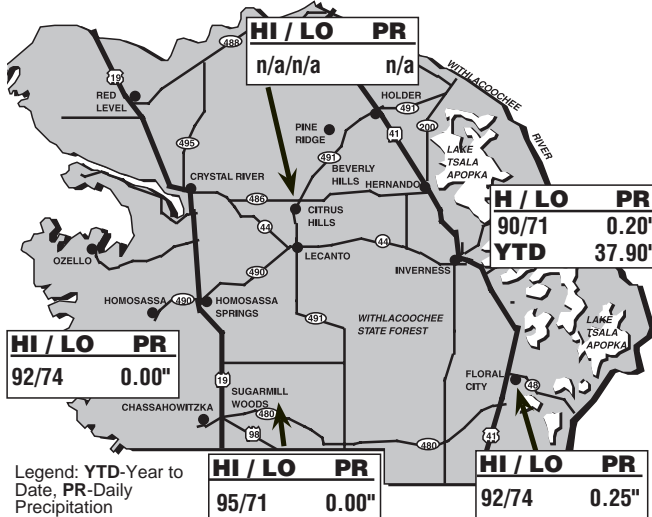 HI / LO PR
n/a/n/a n/a
488
19
RED
LEVEL
WITHLACOOCHEE
RIVER
HOLDER
491
PINE
RIDGE
41
200
495
LAKE
TSALA
APOPKA
491
BEVERLY
HILLS
CRYSTAL RIVER
HERNANDO
486
CITRUS
HILLS
H / LO PR
90/71 0.20"
YTD 37.90"
44
44
OZELLO
LECANTO
INVERNESS
490
HOMOSASSA
490
HOMOSASSA
SPRINGS
491
WITHLACOOCHEE
STATE FOREST
LAKE
TSALA
APOPKA
HI / LO PR
92/74 0.00"
19
FLORAL
CITY
48
SUGARMILL
WOODS
CHASSAHOWITZKA
480
98
480
41
Legend: YTD-Year to
Date, PR-Daily
Precipitation
HI / LO PR
95/71 0.00"
HI / LO PR
92/74 0.25"